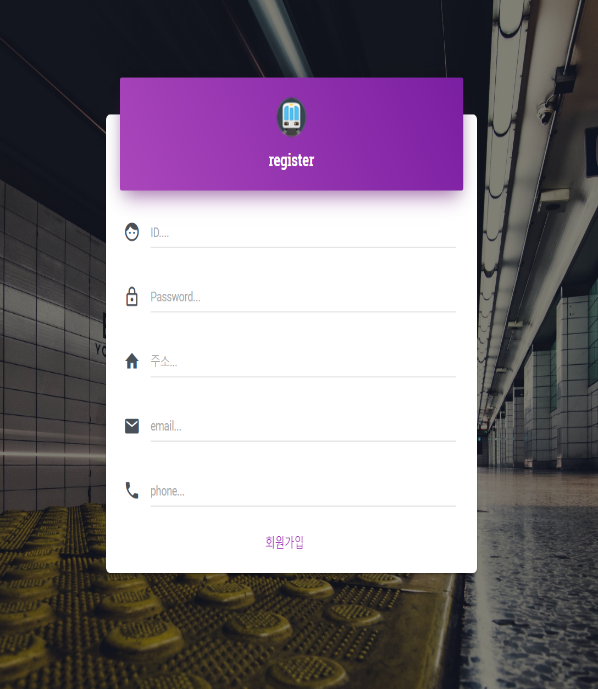 register
ID....
Password...
주소...
email...
phone...
회원가입